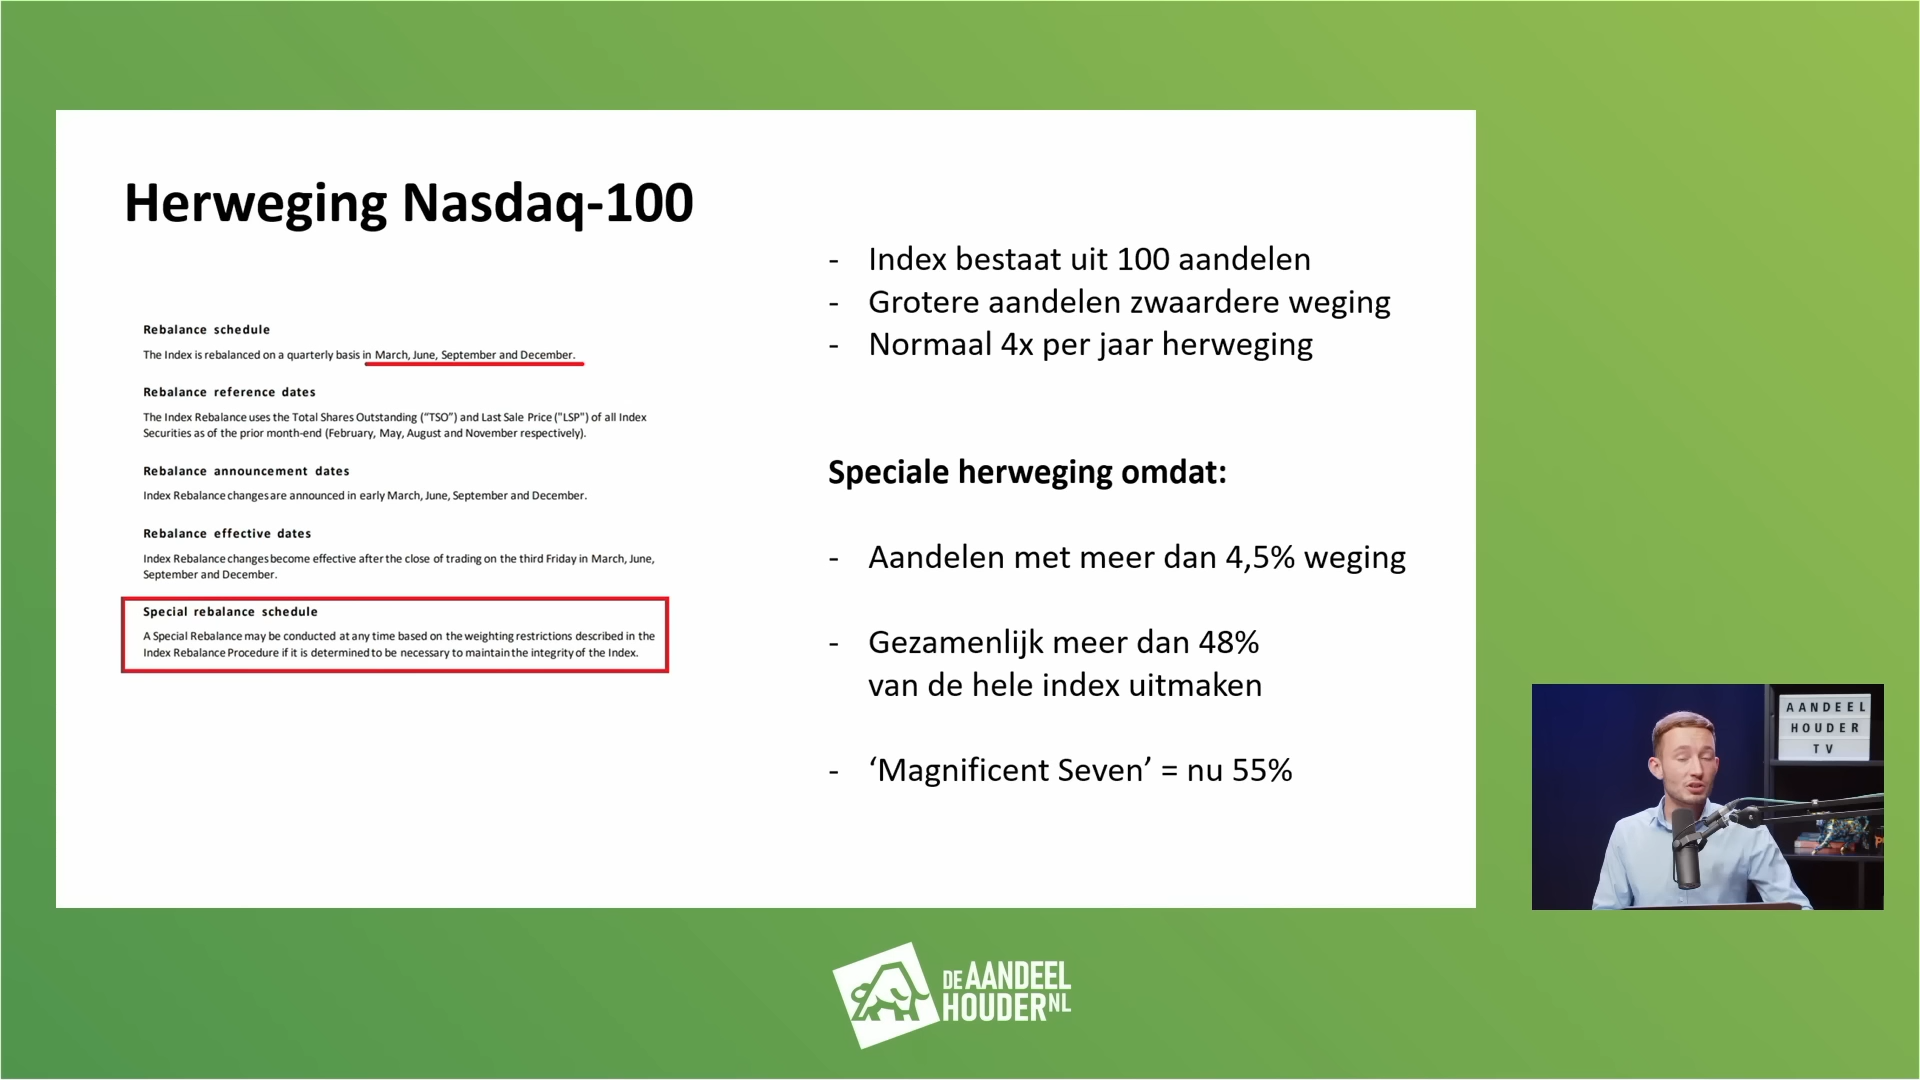 Herweging Nasdaq-100
Rebalance schedule
The Index is rebalanced on a quarterly basis in March, June, September and December.
Rebalance reference dates
The Index Rebalance uses the Total Shares Outstanding (“TSO”) and Last Sale Price ("LSP") of all Index
Securities as of the prior month-end (February, May, August and November respectively).
Rebalance announcement dates
Index Rebalance changes are announced in early March, June, September and December.
Rebalance effective dates
Index Rebalance changes become effective after the close of trading on the third Friday in March, June,
September and December.
Special rebalance schedule
A Special Rebalance may be conducted at any time based on the weighting restrictions described in the
Index Rebalance Procedure if it is determined to be necessary to maintain the integrity of the Index.
- Index bestaat uit 100 aandelen
- Grotere aandelen zwaardere weging
- Normaal 4x per jaar herweging
Speciale herweging omdat:
- Aandelen met meer dan 4,5% weging
- Gezamenlijk meer dan 48%
van de hele index uitmaken
- ‘Magnificent Seven’ = nu 55%
AANDEEL
HOUDER
TV
DE AANDEEL
HOUDER NL